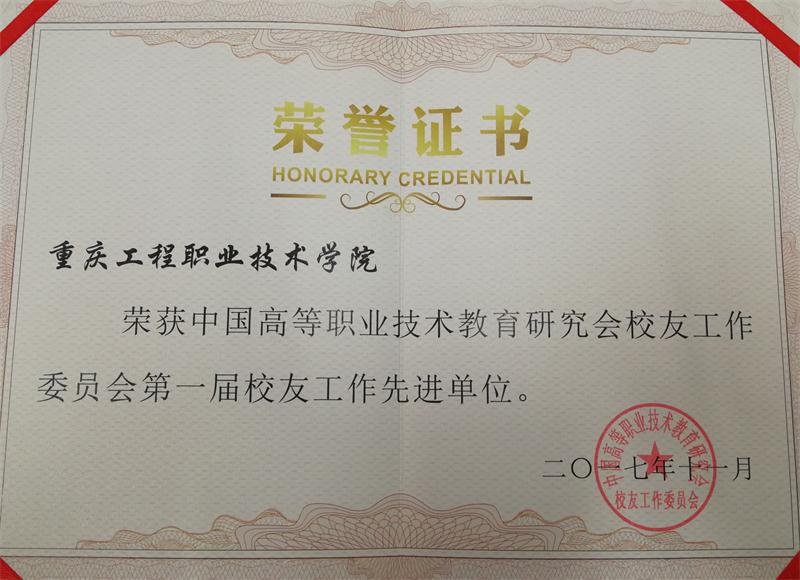 荣誉证书
HONORARY CREDENTIAL
重庆工程职业技术学院
荣获中国高等职业技术教育研究会校友工作
委员会第一届校友工作先进单位。
二〇一七年十一月
中国高等职业技术教育研究会
校友工作委员会